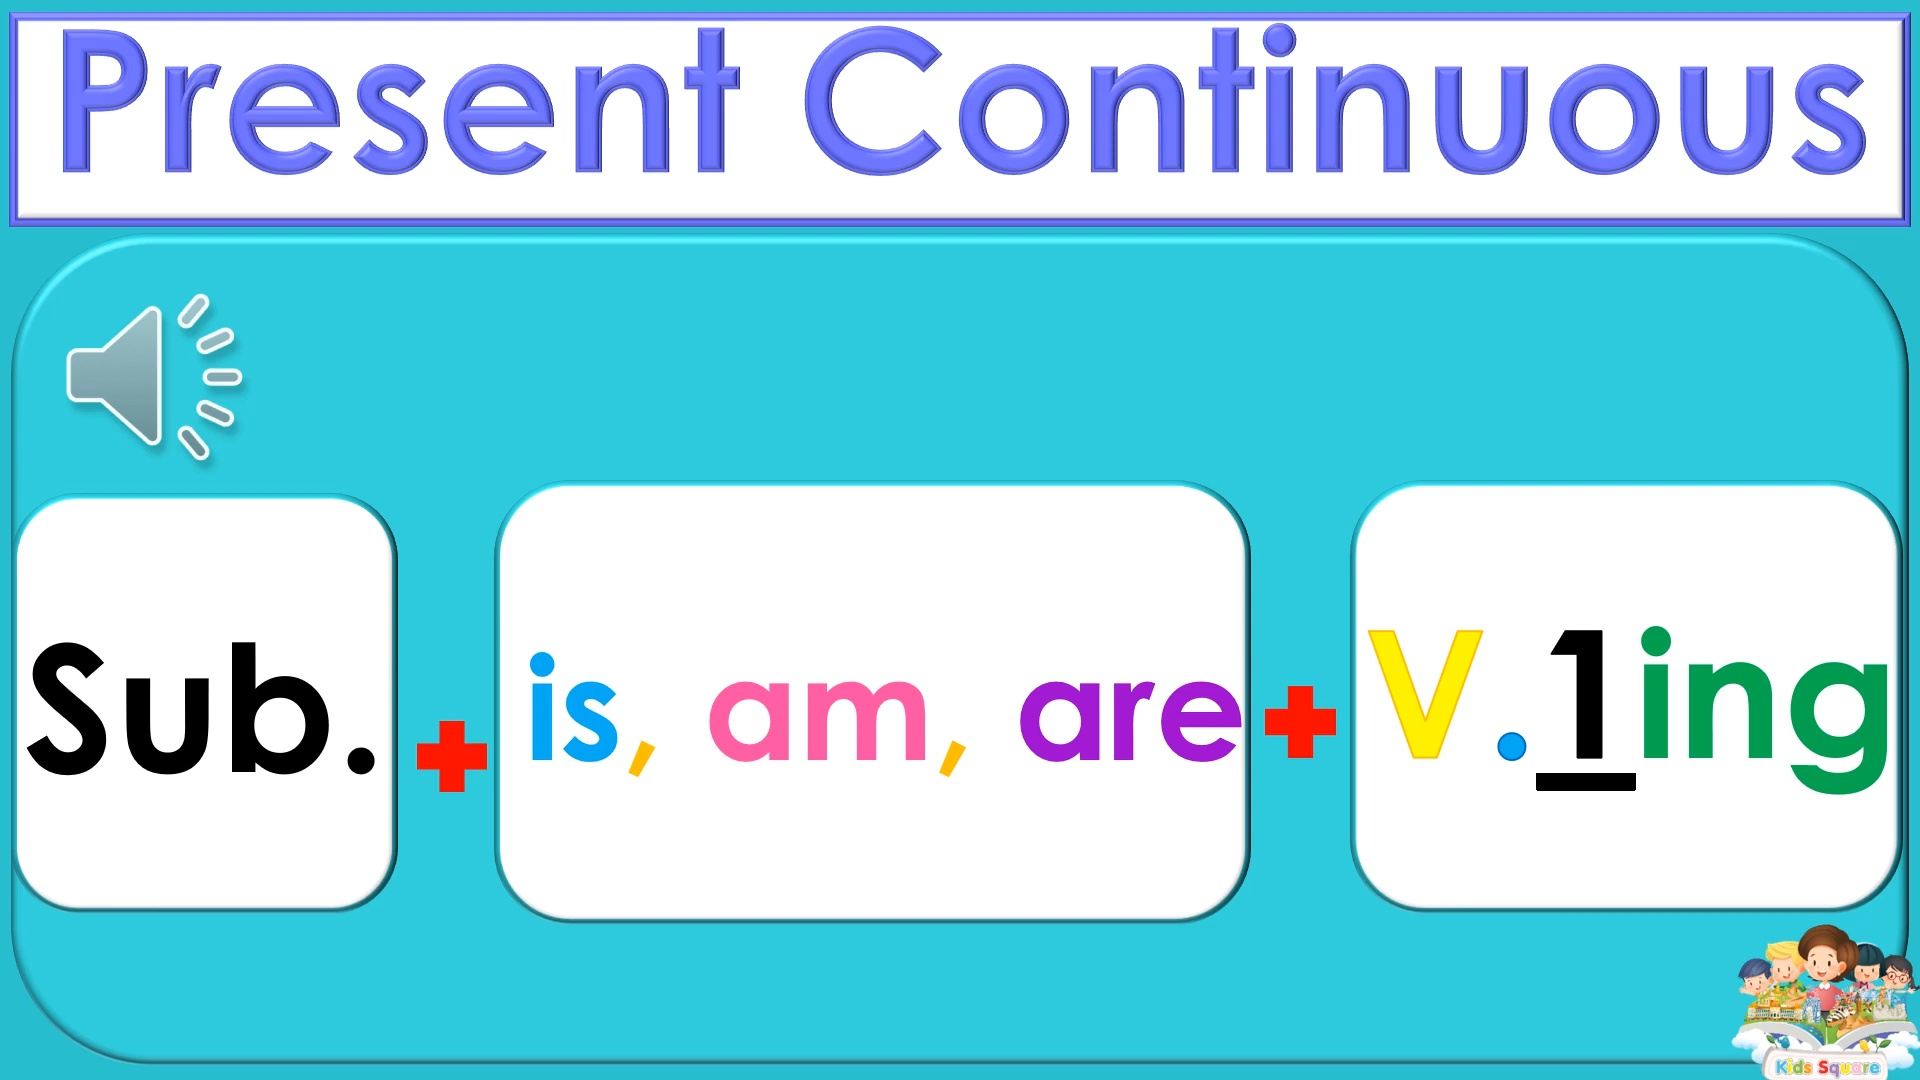 Present Continuous
Sub. + is, am, are + V.1ing
Kids Square